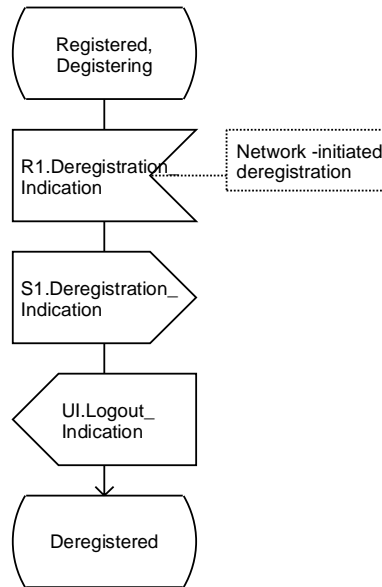 Registered,
Degistering
R1.Deregistration_
Indication
Network -initiated
deregistration
S1.Deregistration_
Indication
UI.Logout_
Indication
Deregistered